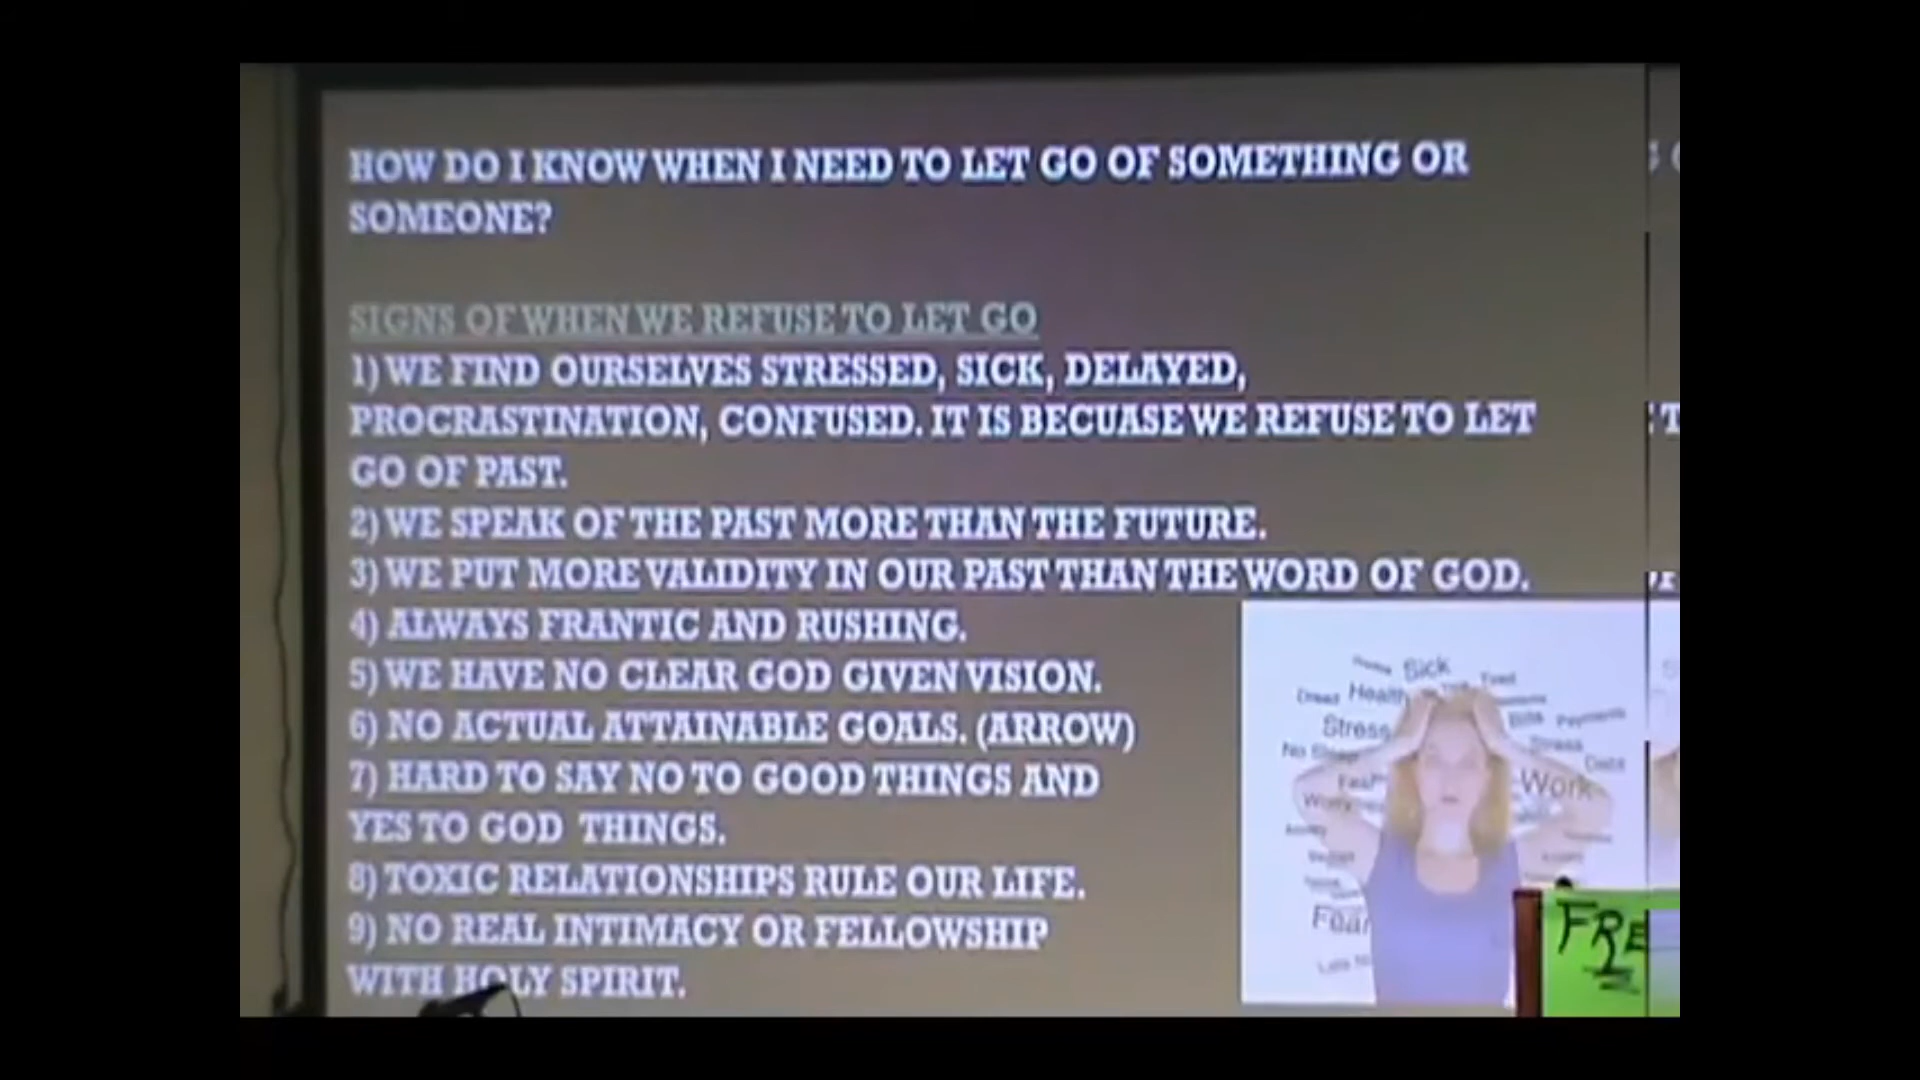 HOW DO I KNOW WHEN I NEED TO LET GO OF SOMETHING OR
SOMEONE?
SIGNS OF WHEN WE REFUSE TO LET GO
1) WE FIND OURSELVES STRESSED, SICK, DELAYED,
PROCRASTINATION, CONFUSED. IT IS BECUASE WE REFUSE TO LET
GO OF PAST.
2) WE SPEAK OF THE PAST MORE THAN THE FUTURE.
3) WE PUT MORE VALIDITY IN OUR PAST THAN THE WORD OF GOD.
4) ALWAYS FRANTIC AND RUSHING.
5) WE HAVE NO CLEAR GOD GIVEN VISION.
6) NO ACTUAL ATTAINABLE GOALS. (ARROW)
7) HARD TO SAY NO TO GOOD THINGS AND
YES TO GOD THINGS.
8) TOXIC RELATIONSHIPS RULE OUR LIFE.
9) NO REAL INTIMACY OR FELLOWSHIP
WITH HOLY SPIRIT.
Sick
Health
Stress
Bills Payments
Stress
Debt
Work
Fear
FRE